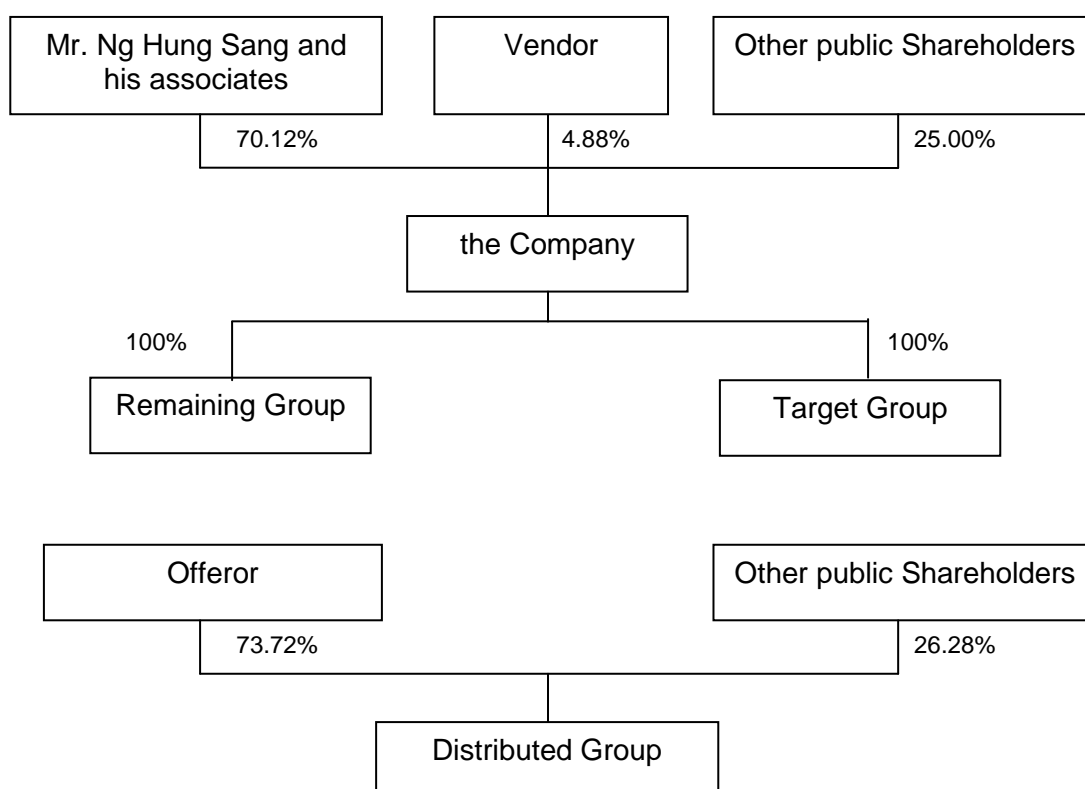 Mr. Ng Hung Sang and
his associates
Vendor
Other public Shareholders
70.12%
4.88%
25.00%
the Company
100%
100%
Remaining Group
Target Group
Offeror
Other public Shareholders
73.72%
26.28%
Distributed Group